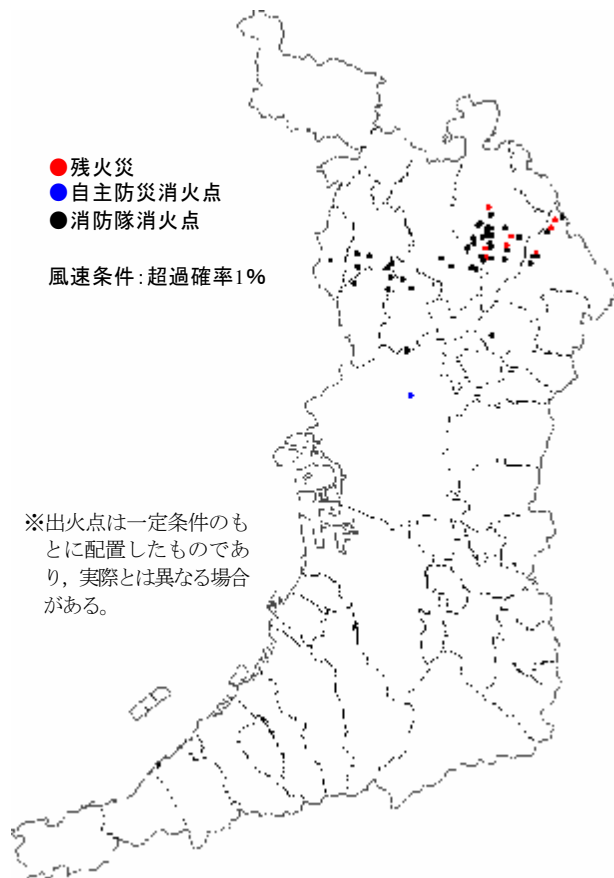 ●残火災
●自主防災消火点
●消防隊消火点
風速条件：超過確率1%
※出火点は一定条件のも
とに配置したものであ
り，実際とは異なる場合
がある。